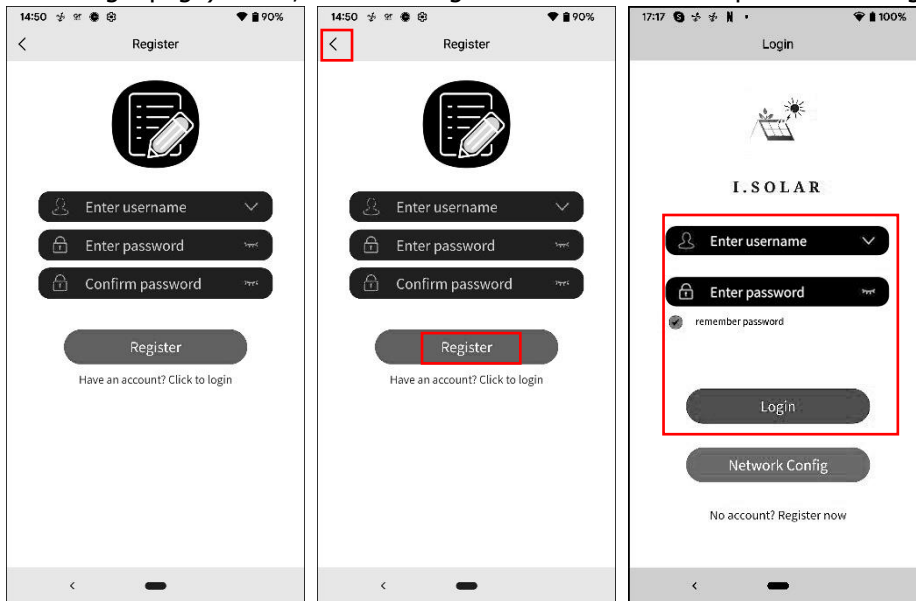 14:50 90%
Register
Enter username
Enter password
Confirm password
Register
Have an account? Click to login
14:50 90%
Register
Enter username
Enter password
Confirm password
Register
Have an account? Click to login
17:17 100%
Login
I.SOLAR
Enter username
Enter password
remember password
Login
Network Config
No account? Register now